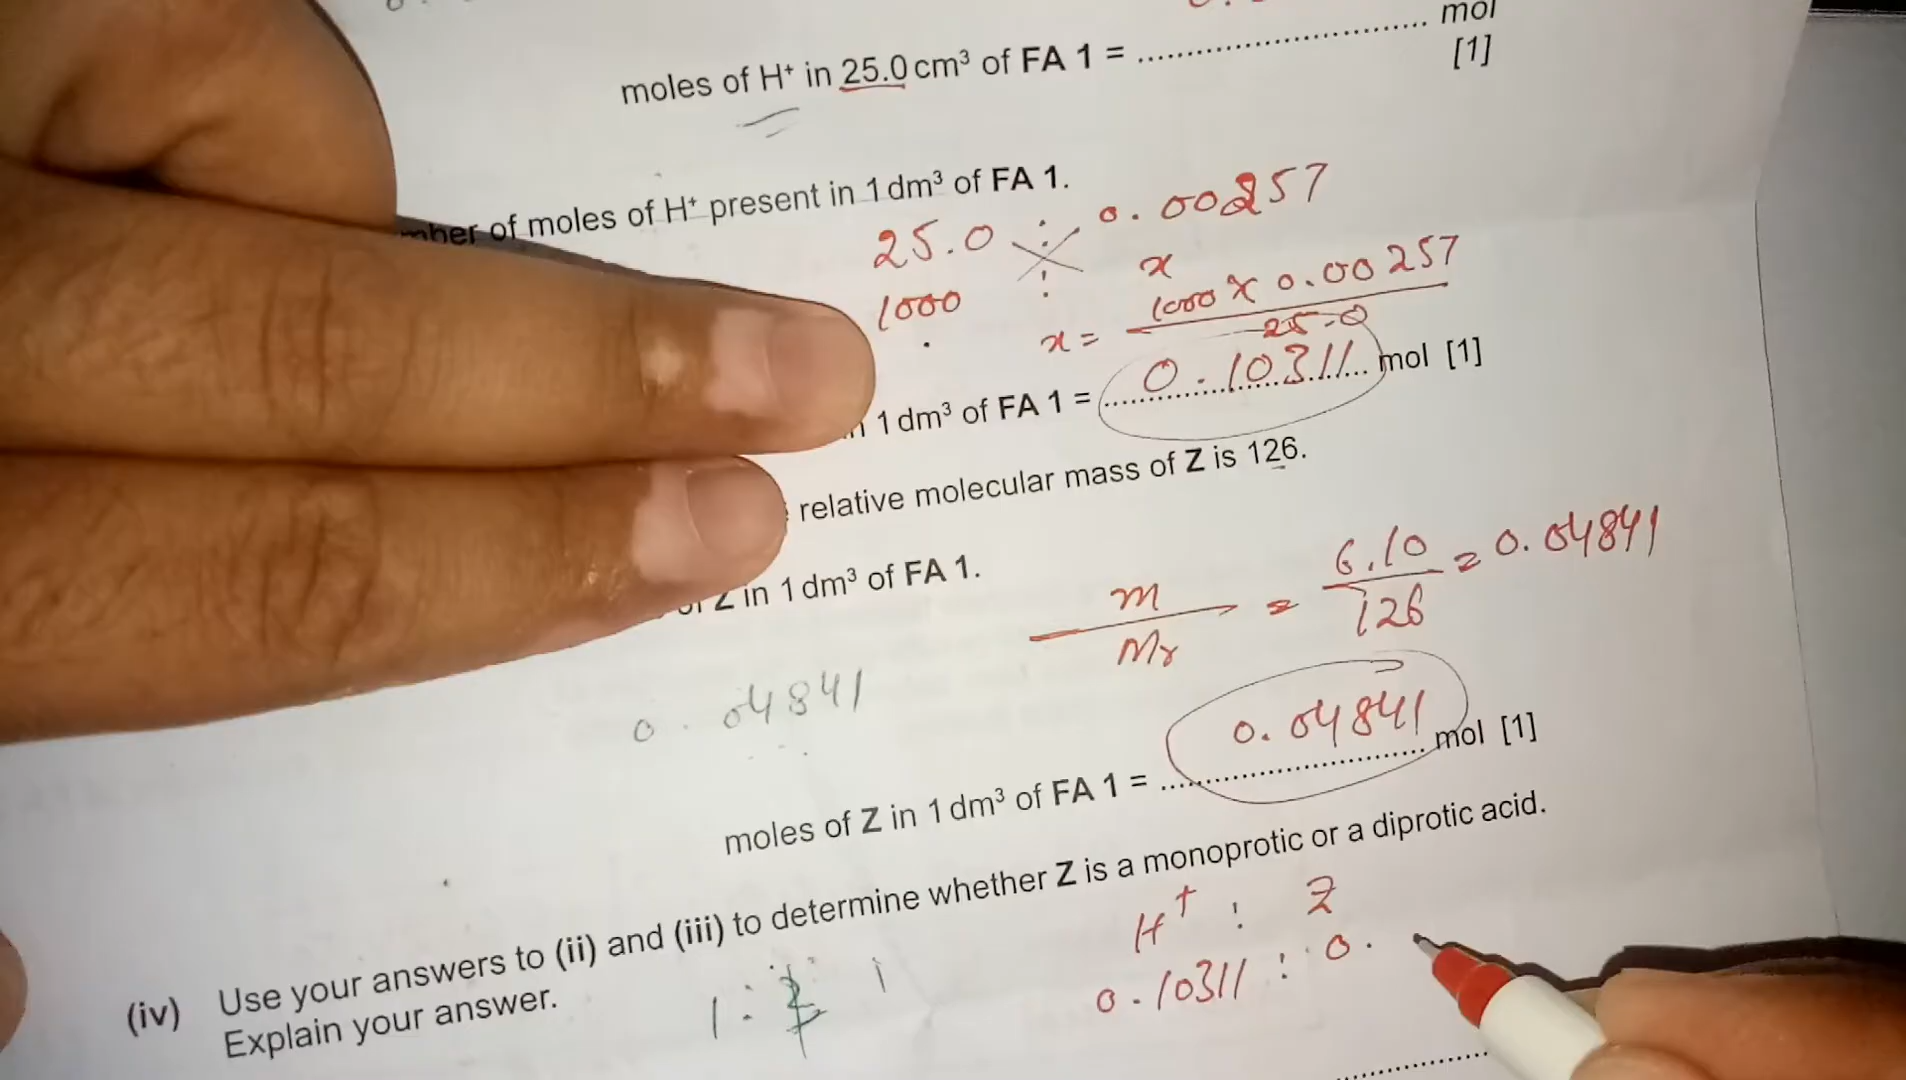 mol
moles of H⁺ in 25.0 cm³ of FA 1 = ........................................
[1]
of moles of H⁺ present in 1 dm³ of FA 1.
25.0 : 0.00257
1000 : x
x = 1000 x 0.00257
25.0
1 dm³ of FA 1 = 0.10311 mol [1]
relative molecular mass of Z is 126.
Z in 1 dm³ of FA 1.
m/Mr = 6.10/126 = 0.04841
0.04841
moles of Z in 1 dm³ of FA 1 = 0.04841 mol [1]
(iv) Use your answers to (ii) and (iii) to determine whether Z is a monoprotic or a diprotic acid.
Explain your answer.
H⁺ : Z
0.10311 : 0.